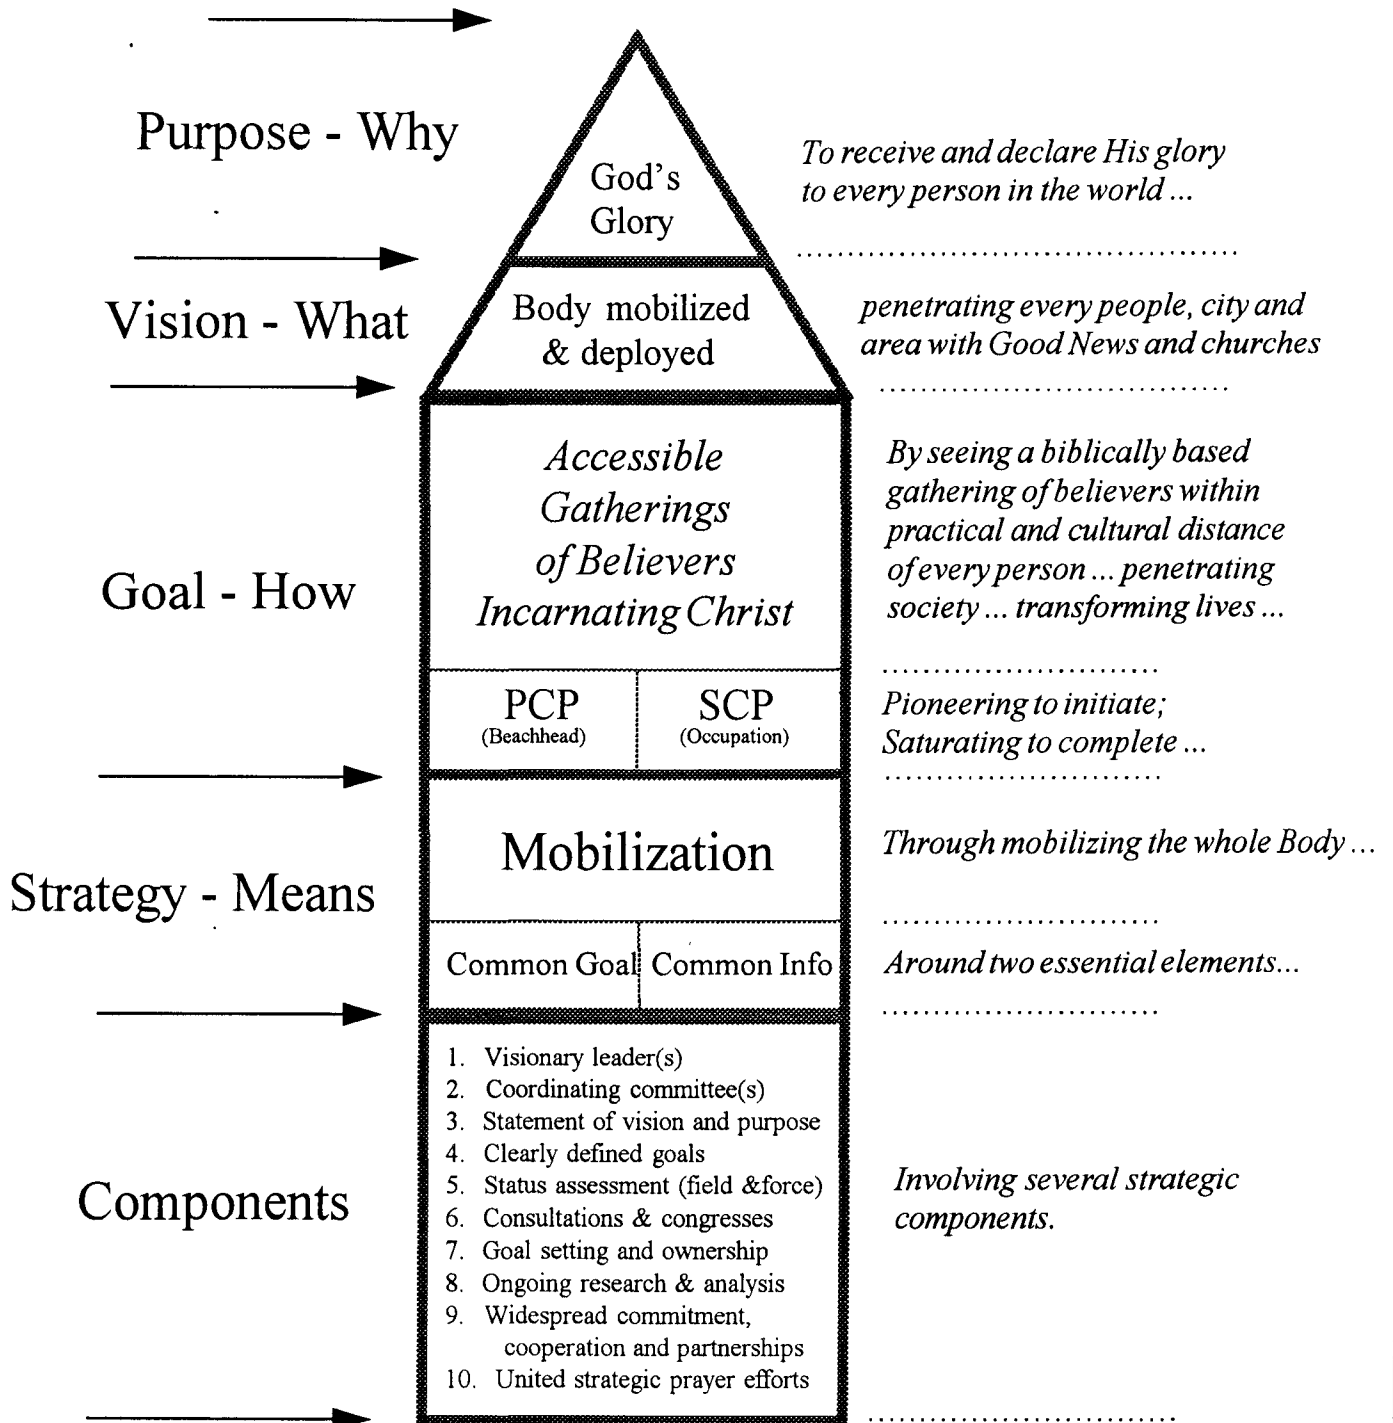 Purpose - Why
God's
Glory
To receive and declare His glory
to every person in the world ...
Vision - What
Body mobilized
& deployed
penetrating every people, city and
area with Good News and churches
Goal - How
Accessible
Gatherings
of Believers
Incarnating Christ
By seeing a biblically based
gathering of believers within
practical and cultural distance
of every person ... penetrating
society ... transforming lives ...
PCP
(Beachhead)
SCP
(Occupation)
Pioneering to initiate;
Saturating to complete ...
Strategy - Means
Mobilization
Through mobilizing the whole Body ...
Common Goal
Common Info
Around two essential elements...
Components
1. Visionary leader(s)
2. Coordinating committee(s)
3. Statement of vision and purpose
4. Clearly defined goals
5. Status assessment (field &force)
6. Consultations & congresses
7. Goal setting and ownership
8. Ongoing research & analysis
9. Widespread commitment,
cooperation and partnerships
10. United strategic prayer efforts
Involving several strategic
components.